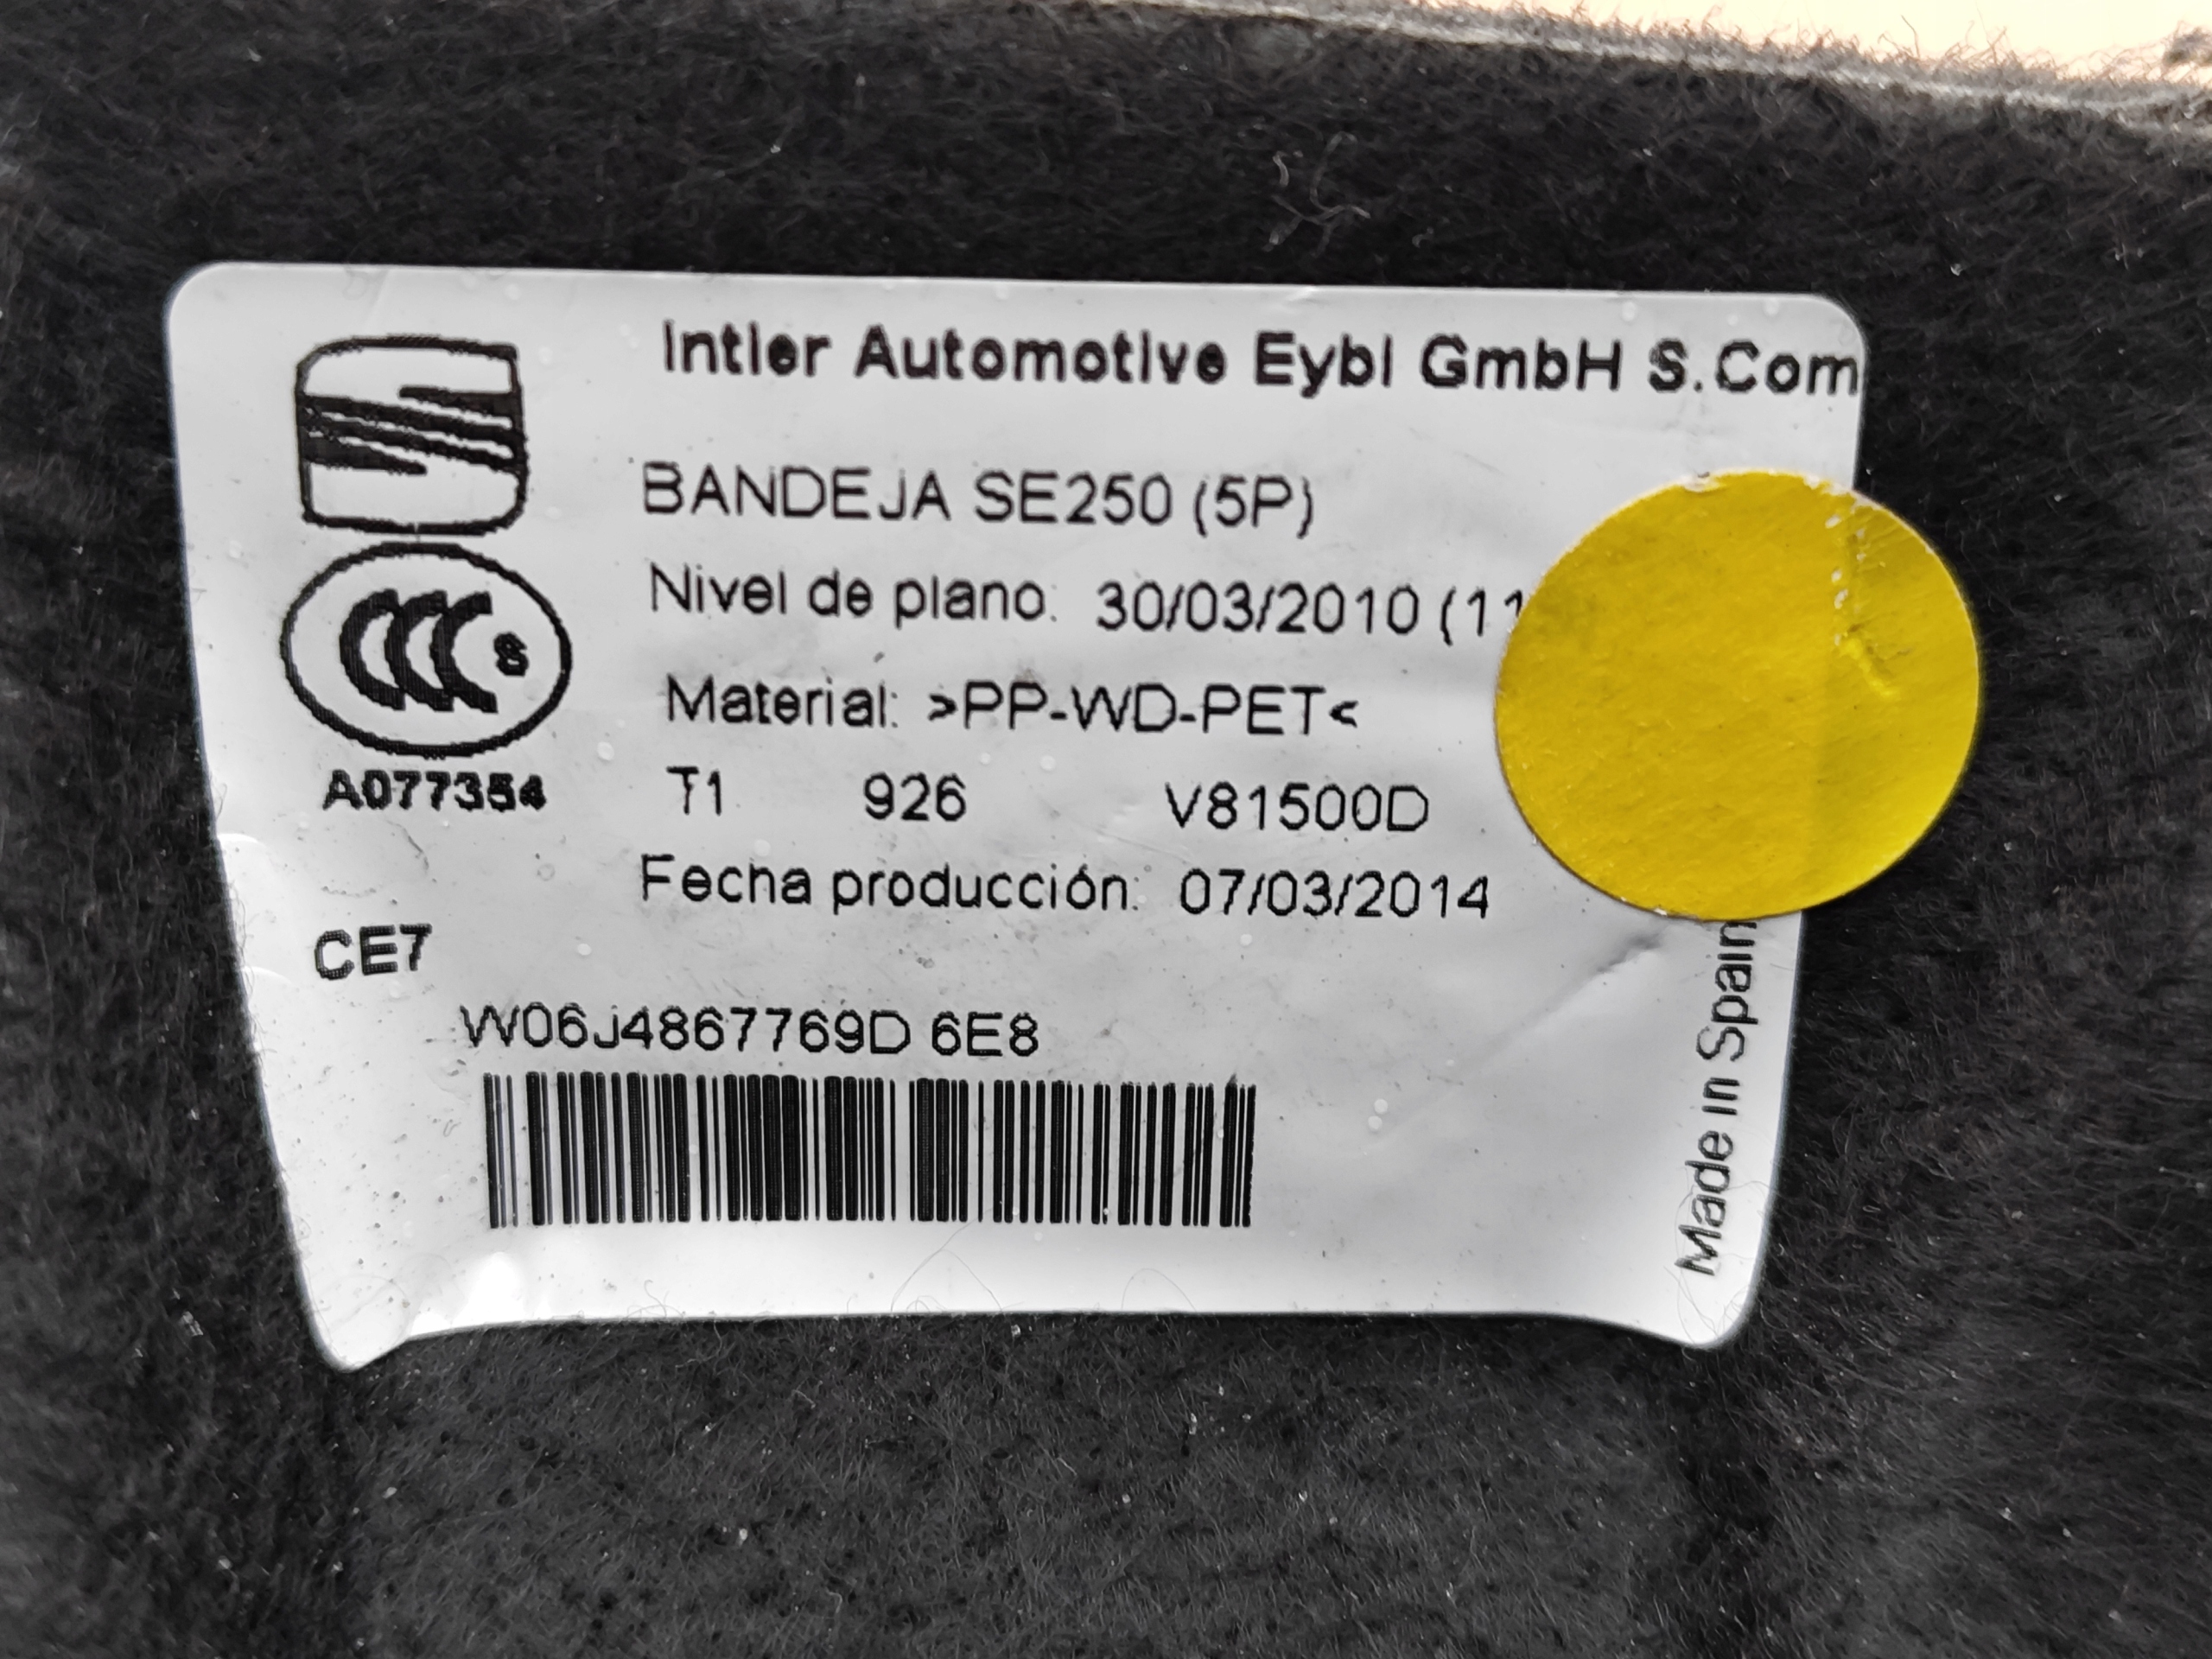 Intier Automotive Eybl GmbH S.Com
BANDEJA SE250 (5P)
Nivel de plano: 30/03/2010 (11
Material: >PP-WD-PET<
T1 926 V81500D
Fecha producción: 07/03/2014
S
A077354
CE7
W06J4867769D 6E8
Made in Spain